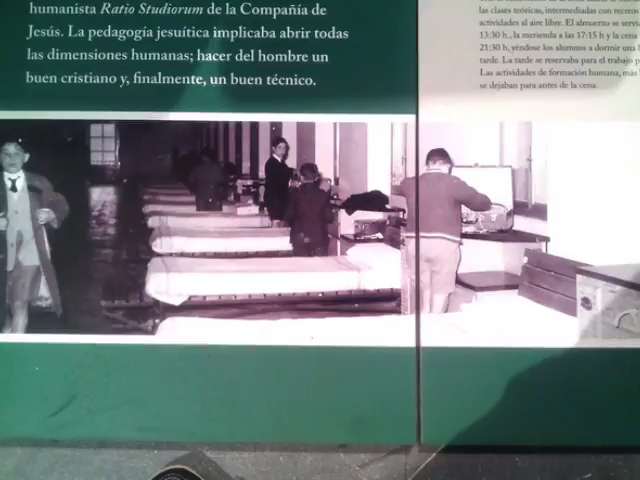 humanista Ratio Studiorum de la Compañía de
Jesús. La pedagogía jesuítica implicaba abrir todas
las dimensiones humanas; hacer del hombre un
buen cristiano y, finalmente, un buen técnico.
las clases teóricas, intermediadas con recreos
actividades al aire libre. El almuerzo se serví
13:30 h., la merienda a las 17:15 h y la cena
21:30 h, yéndose los alumnos a dormir una
tarde. La tarde se reservaba para el trabajo p
Las actividades de formación humana, más
se dejaban para antes de la cena.